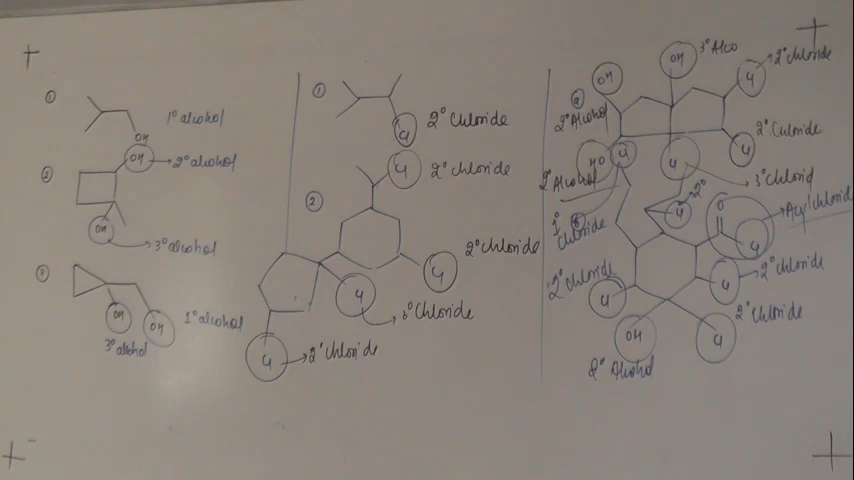 ①
OH
1° alcohol
②
OH
2° alcohol
OH
3° alcohol
③
OH
OH
1° alcohol
3° alcohol
①
Cl
2° Chloride
2.
Cl
2° Chloride
Cl
2° Chloride
Cl
3° Chloride
Cl
2° Chloride
OH
3° Alco
OH
Cl
2° Chloride
2° Alcohol
Cl
2° Chloride
HO
2° Alcohol
Cl
1°
Chloride
Cl
3° Chlorid
Cl
2°
O
Cl
Acyl Chloride
Cl
2° Chloride
Cl
2° Chloride
OH
Cl
2° Chloride
Alcohol